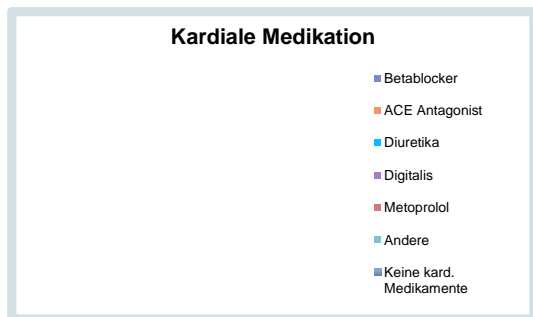 Kardiale Medikation
Betablocker
ACE Antagonist
Diuretika
Digitalis
Metoprolol
Andere
Keine kard.
Medikamente